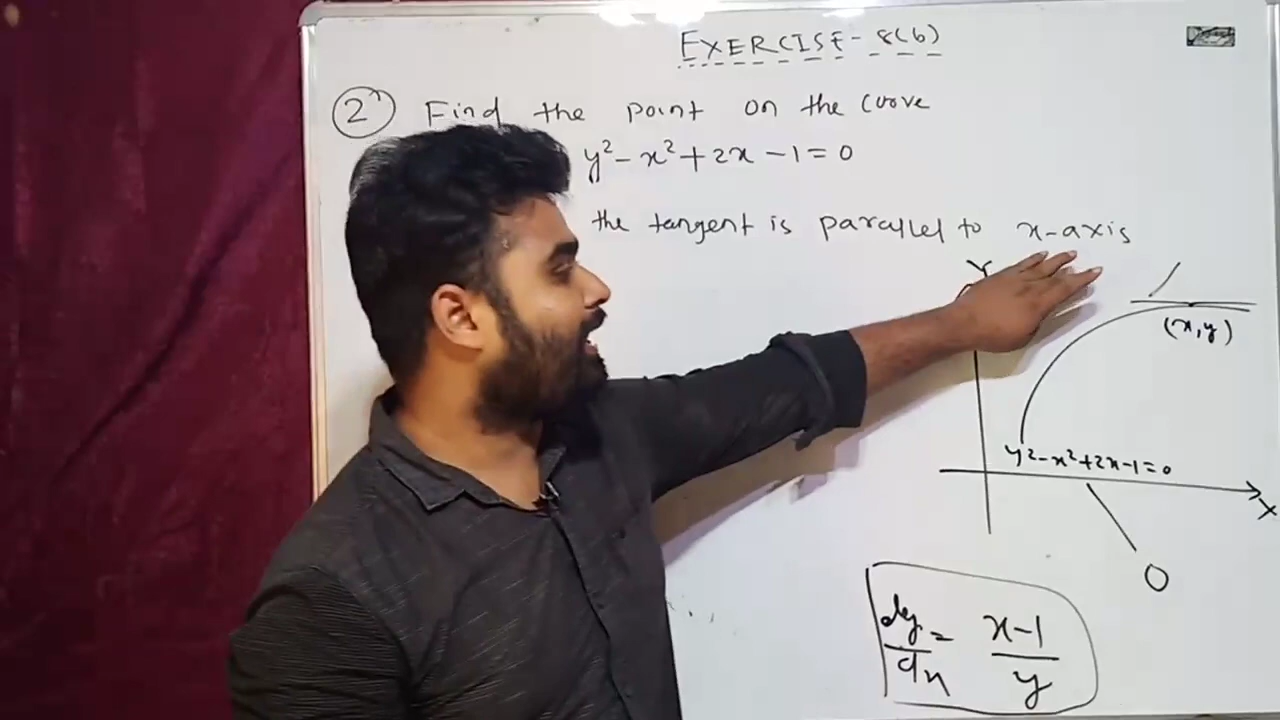 EXERCISE - 8(b)
2) Find the point on the curve
y² - x² + 2x - 1 = 0
the tangent is parallel to x-axis
Y
(x,y)
y² - x² + 2x - 1 = 0
X
O
dy/dx = x-1/y